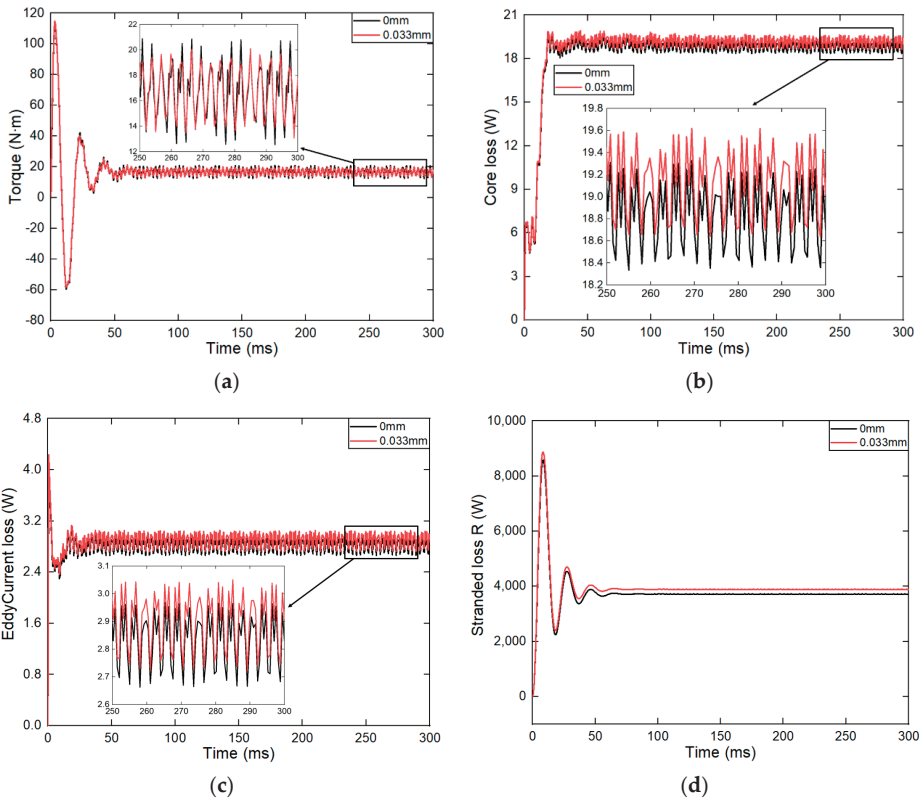 120
100
80
60
40
20
0
-20
-40
-60
-80
Torque (N·m)
0 50 100 150 200 250 300
Time (ms)
0mm
0.033mm
22
20
18
16
14
12
250 260 270 280 290 300
(a)
21
18
15
12
9
6
3
0
Core loss (W)
0 50 100 150 200 250 300
Time (ms)
0mm
0.033mm
19.8
19.6
19.4
19.2
19.0
18.8
18.6
18.4
18.2
250 260 270 280 290 300
(b)
4.8
4.0
3.2
2.4
1.6
0.8
0.0
EddyCurrent loss (W)
0 50 100 150 200 250 300
Time (ms)
0mm
0.033mm
3.1
3.0
2.9
2.8
2.7
2.6
250 260 270 280 290 300
(c)
10,000
8,000
6,000
4,000
2,000
0
Stranded loss R (W)
0 50 100 150 200 250 300
Time (ms)
0mm
0.033mm
(d)